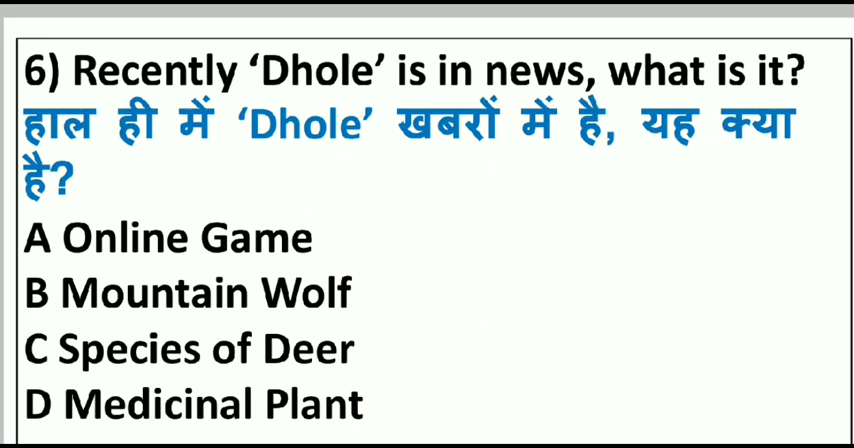 6) Recently ‘Dhole’ is in news, what is it?
हाल ही में ‘Dhole’ खबरों में है, यह क्या
है?
A Online Game
B Mountain Wolf
C Species of Deer
D Medicinal Plant